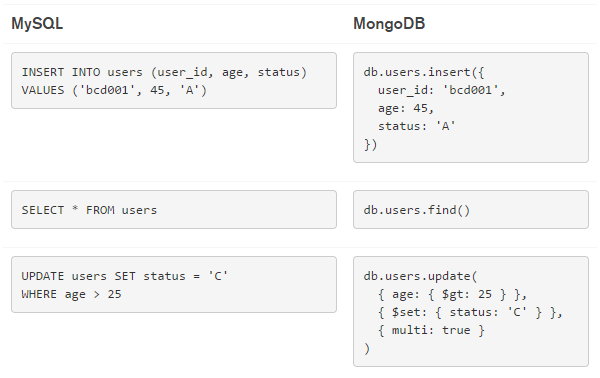 MySQL
MongoDB
INSERT INTO users (user_id, age, status)
VALUES ('bcd001', 45, 'A')
db.users.insert({
  user_id: 'bcd001',
  age: 45,
  status: 'A'
})
SELECT * FROM users
db.users.find()
UPDATE users SET status = 'C'
WHERE age > 25
db.users.update(
  { age: { $gt: 25 } },
  { $set: { status: 'C' } },
  { multi: true }
)